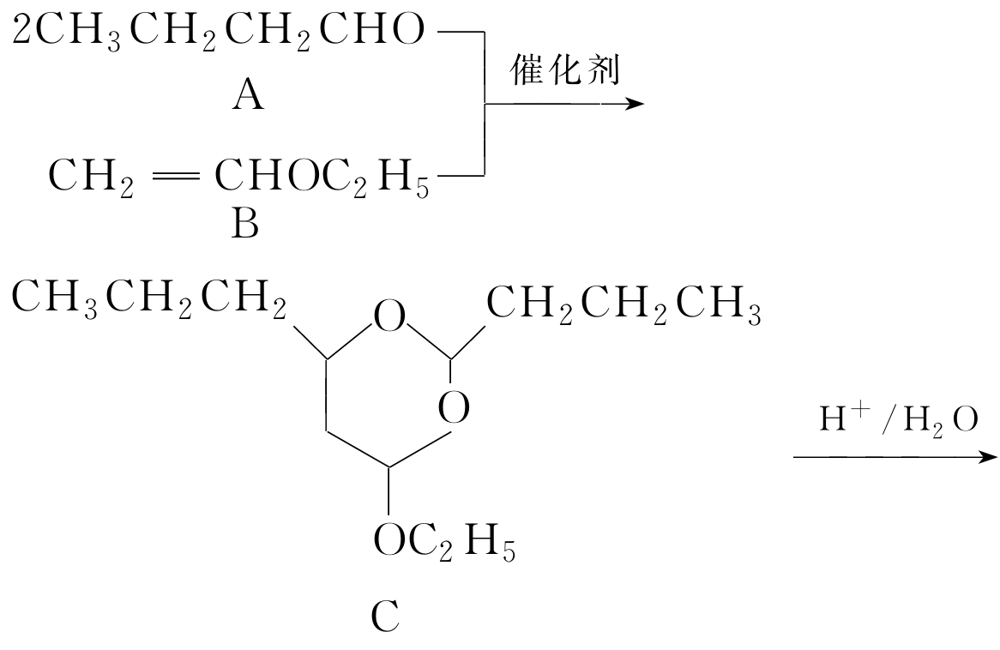 2CH₃CH₂CH₂CHO
催化剂
A
CH₂═CHOC₂H₅
B
CH₃CH₂CH₂ O CH₂CH₂CH₃
O
H⁺/H₂O
OC₂H₅
C